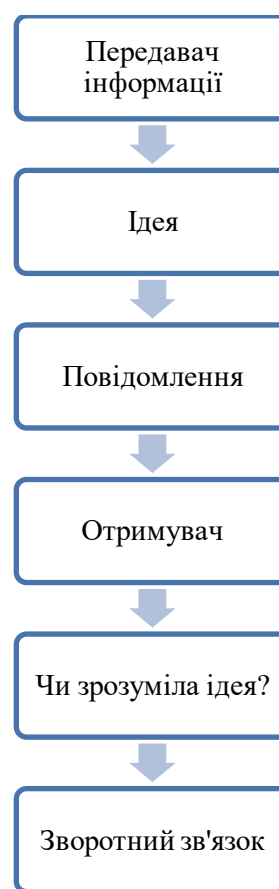 Передавач
інформації
Ідея
Повідомлення
Отримувач
Чи зрозуміла ідея?
Зворотний зв'язок